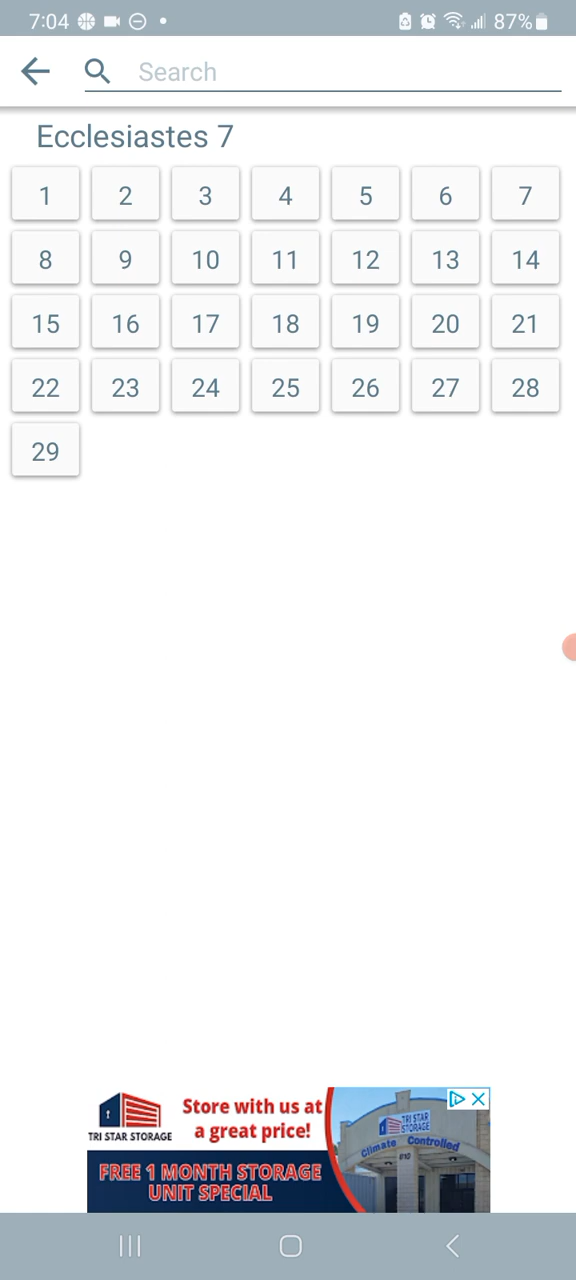 7:04 87%
Search
Ecclesiastes 7
1 2 3 4 5 6 7
8 9 10 11 12 13 14
15 16 17 18 19 20 21
22 23 24 25 26 27 28
29
Store with us at
a great price!
TRI STAR STORAGE
FREE 1 MONTH STORAGE
UNIT SPECIAL
TRI STAR
STORAGE
Climate Controlled